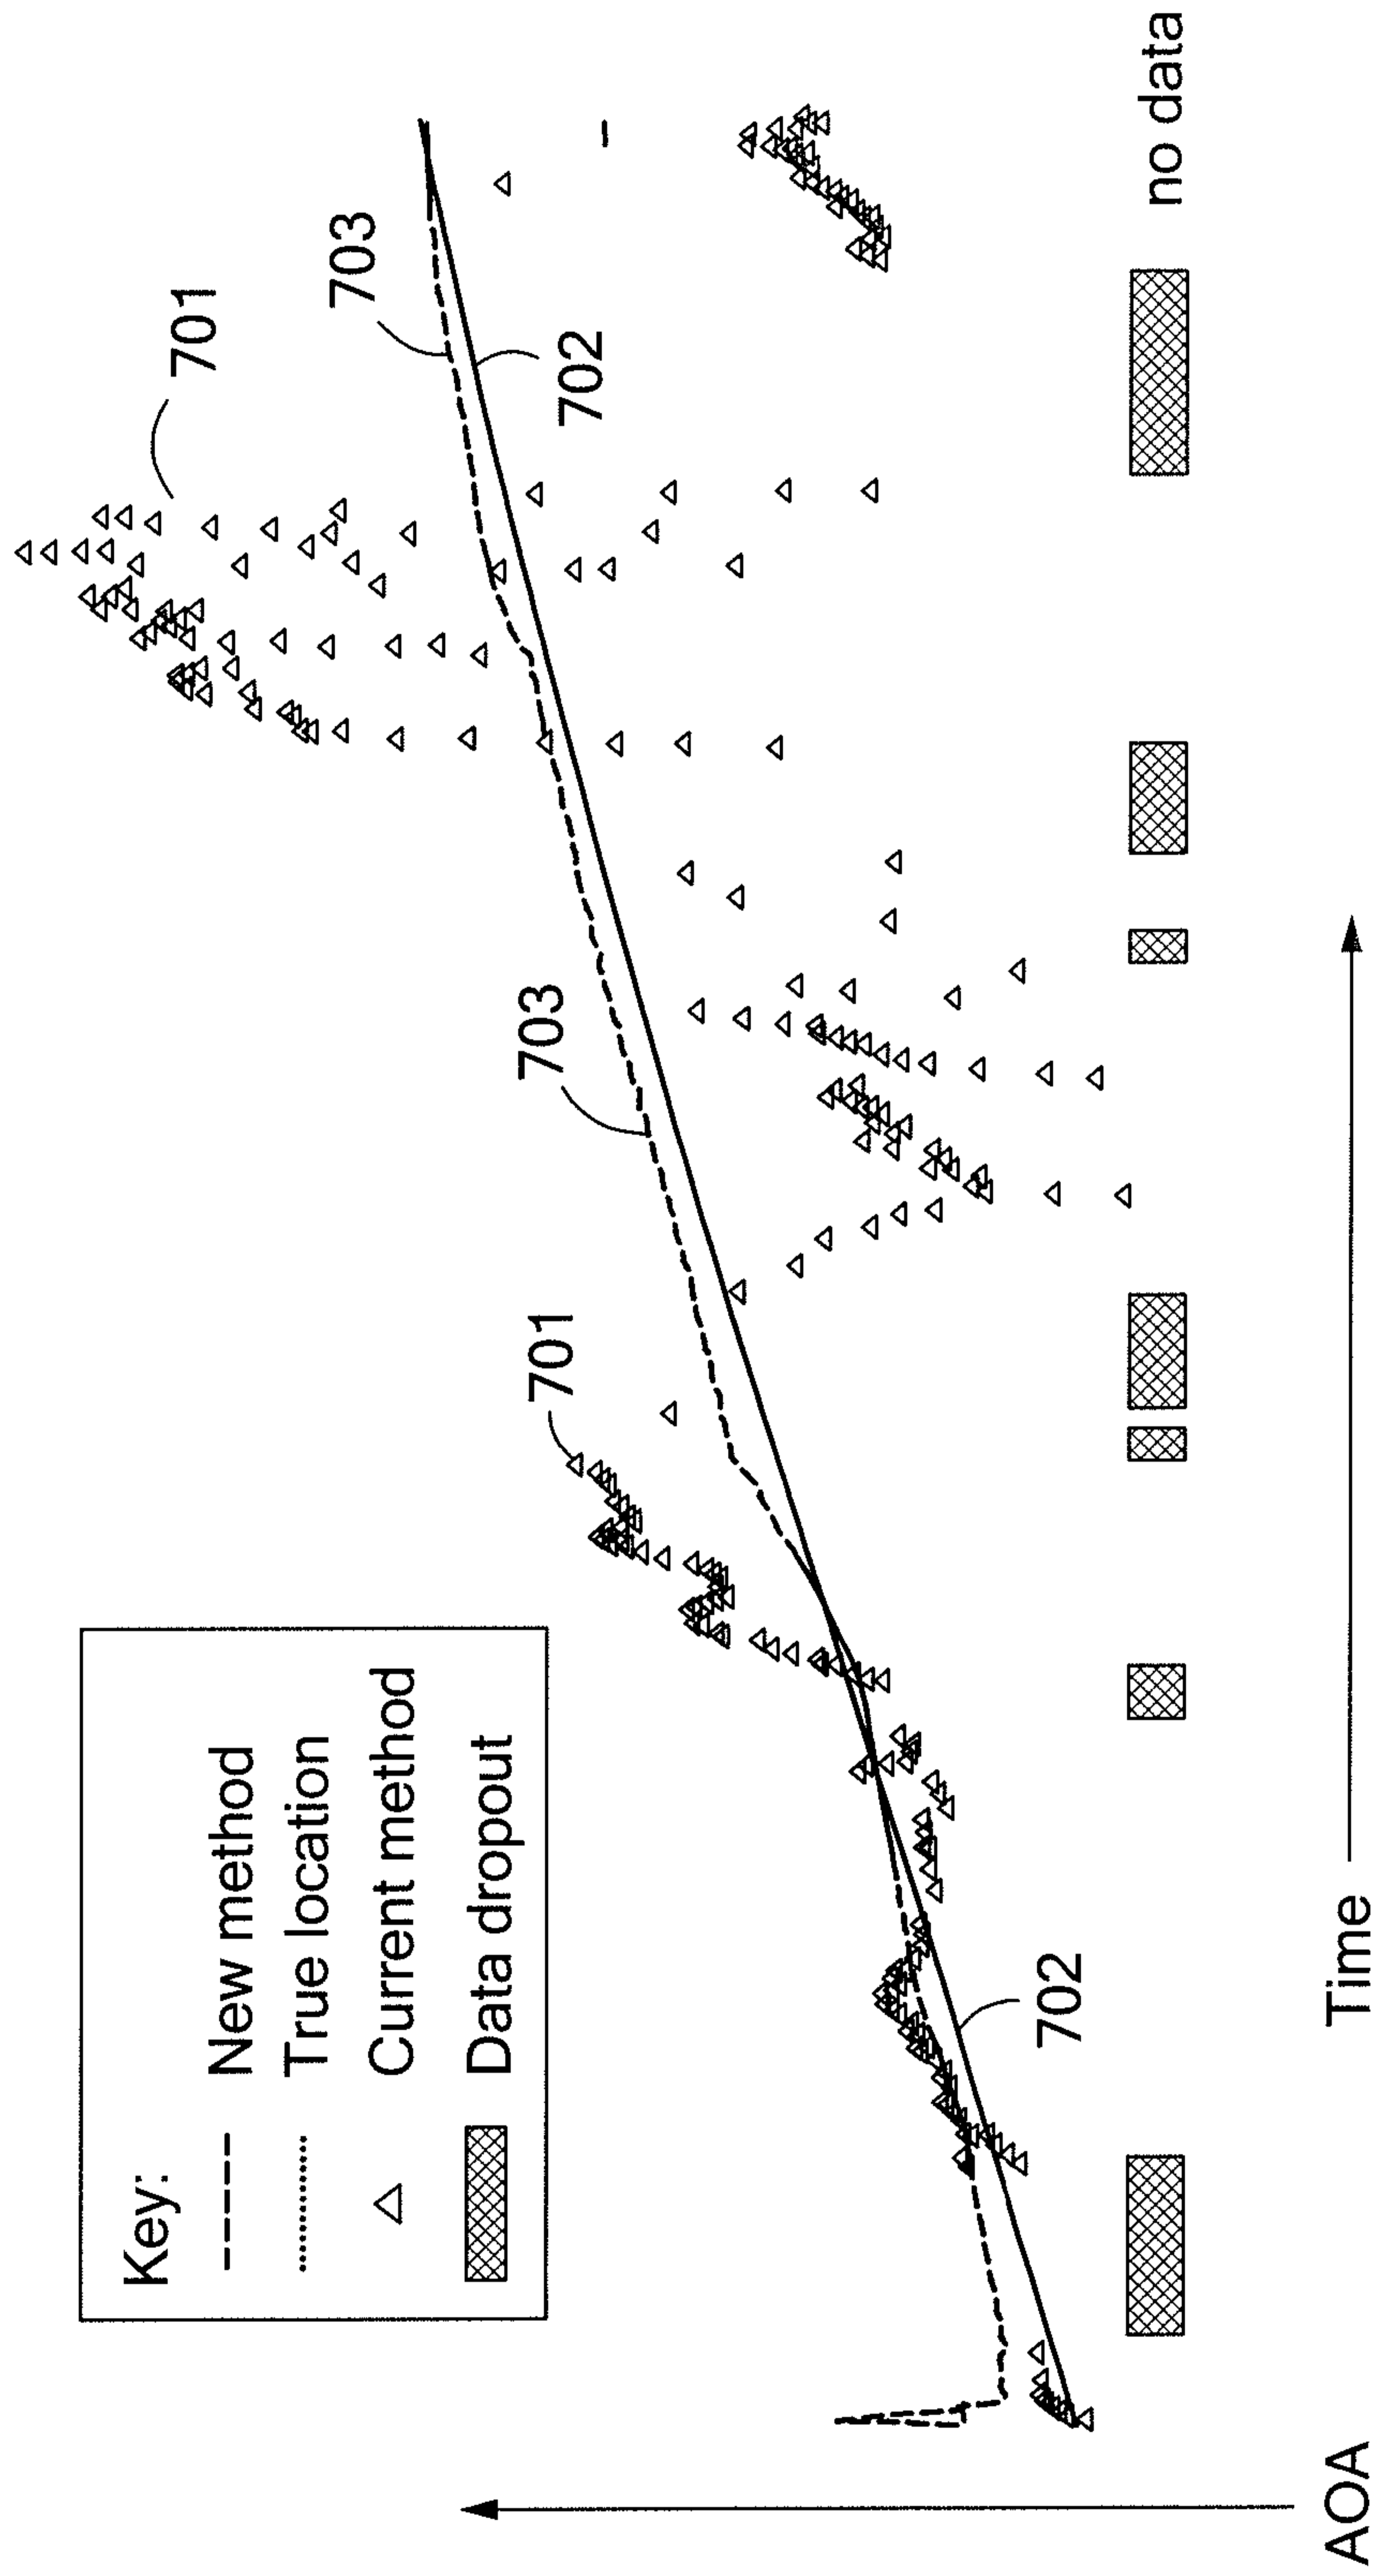 Key:
New method
True location
Current method
Data dropout
701
703
702
703
701
702
no data
AOA
Time